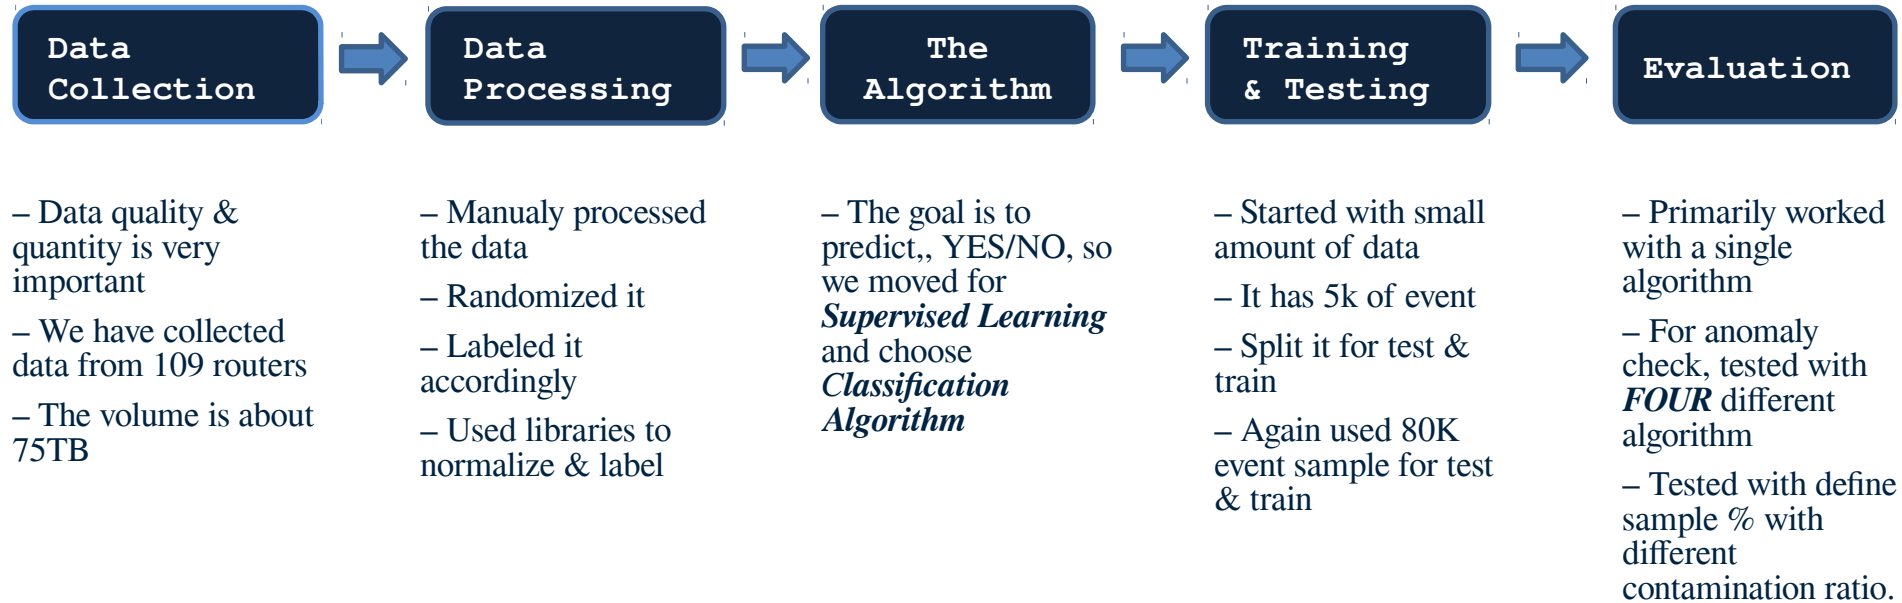 Data
Collection
Data
Processing
The
Algorithm
Training
& Testing
Evaluation
– Data quality &
quantity is very
important
– We have collected
data from 109 routers
– The volume is about
75TB
– Manualy processed
the data
– Randomized it
– Labeled it
accordingly
– Used libraries to
normalize & label
– The goal is to
predict,, YES/NO, so
we moved for
Supervised Learning
and choose
Classification
Algorithm
– Started with small
amount of data
– It has 5k of event
– Split it for test &
train
– Again used 80K
event sample for test
& train
– Primarily worked
with a single
algorithm
– For anomaly
check, tested with
FOUR different
algorithm
– Tested with define
sample % with
different
contamination ratio.